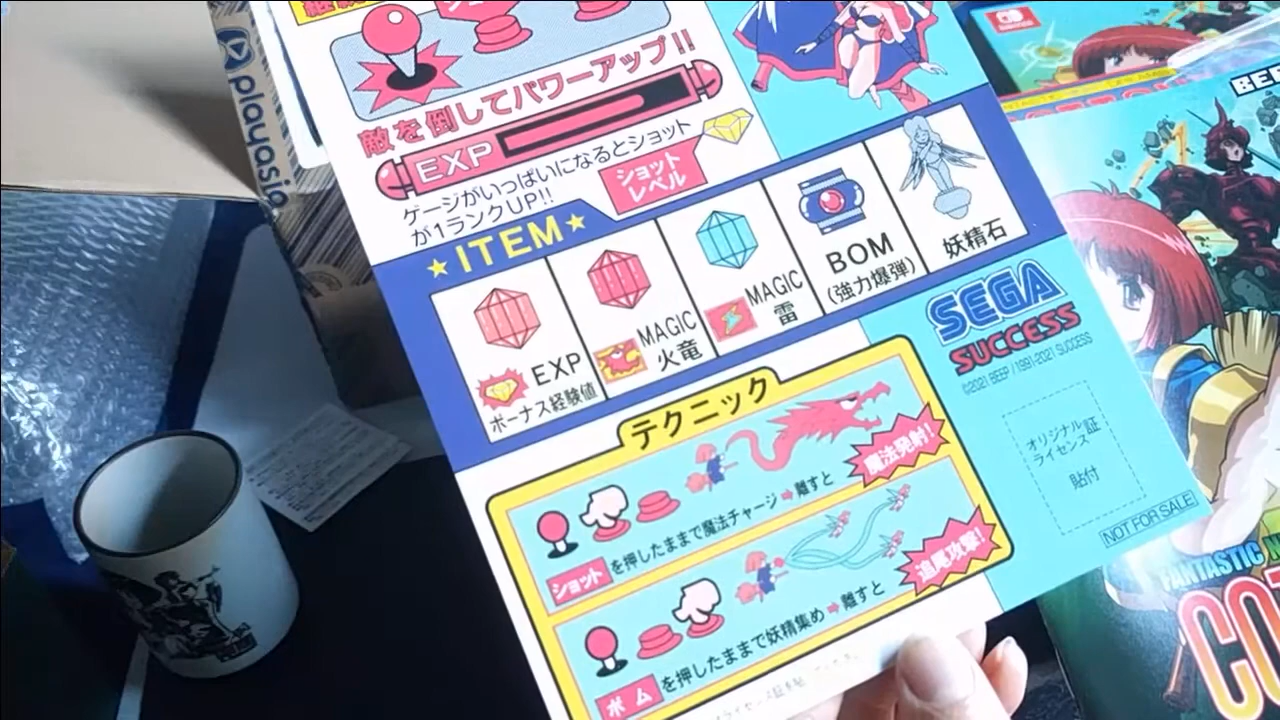 playasia
敵を倒してパワーアップ!!
EXP
ゲージがいっぱいになるとショット
が1ランクUP!!
ショット
レベル
★ITEM★
EXP
ボーナス経験値
MAGIC
火竜
MAGIC
雷
BOM
(強力爆弾)
妖精石
SEGA
SUCCESS
©2021 BEEP / 1991-2021 SUCCESS
オリジナル証
ライセンス
貼付
NOT FOR SALE
テクニック
ショット を押したままで魔法チャージ➡離すと
魔法発射!
ボム を押したままで妖精集め➡離すと
追尾攻撃!
BEE
FANTASTIC
CO